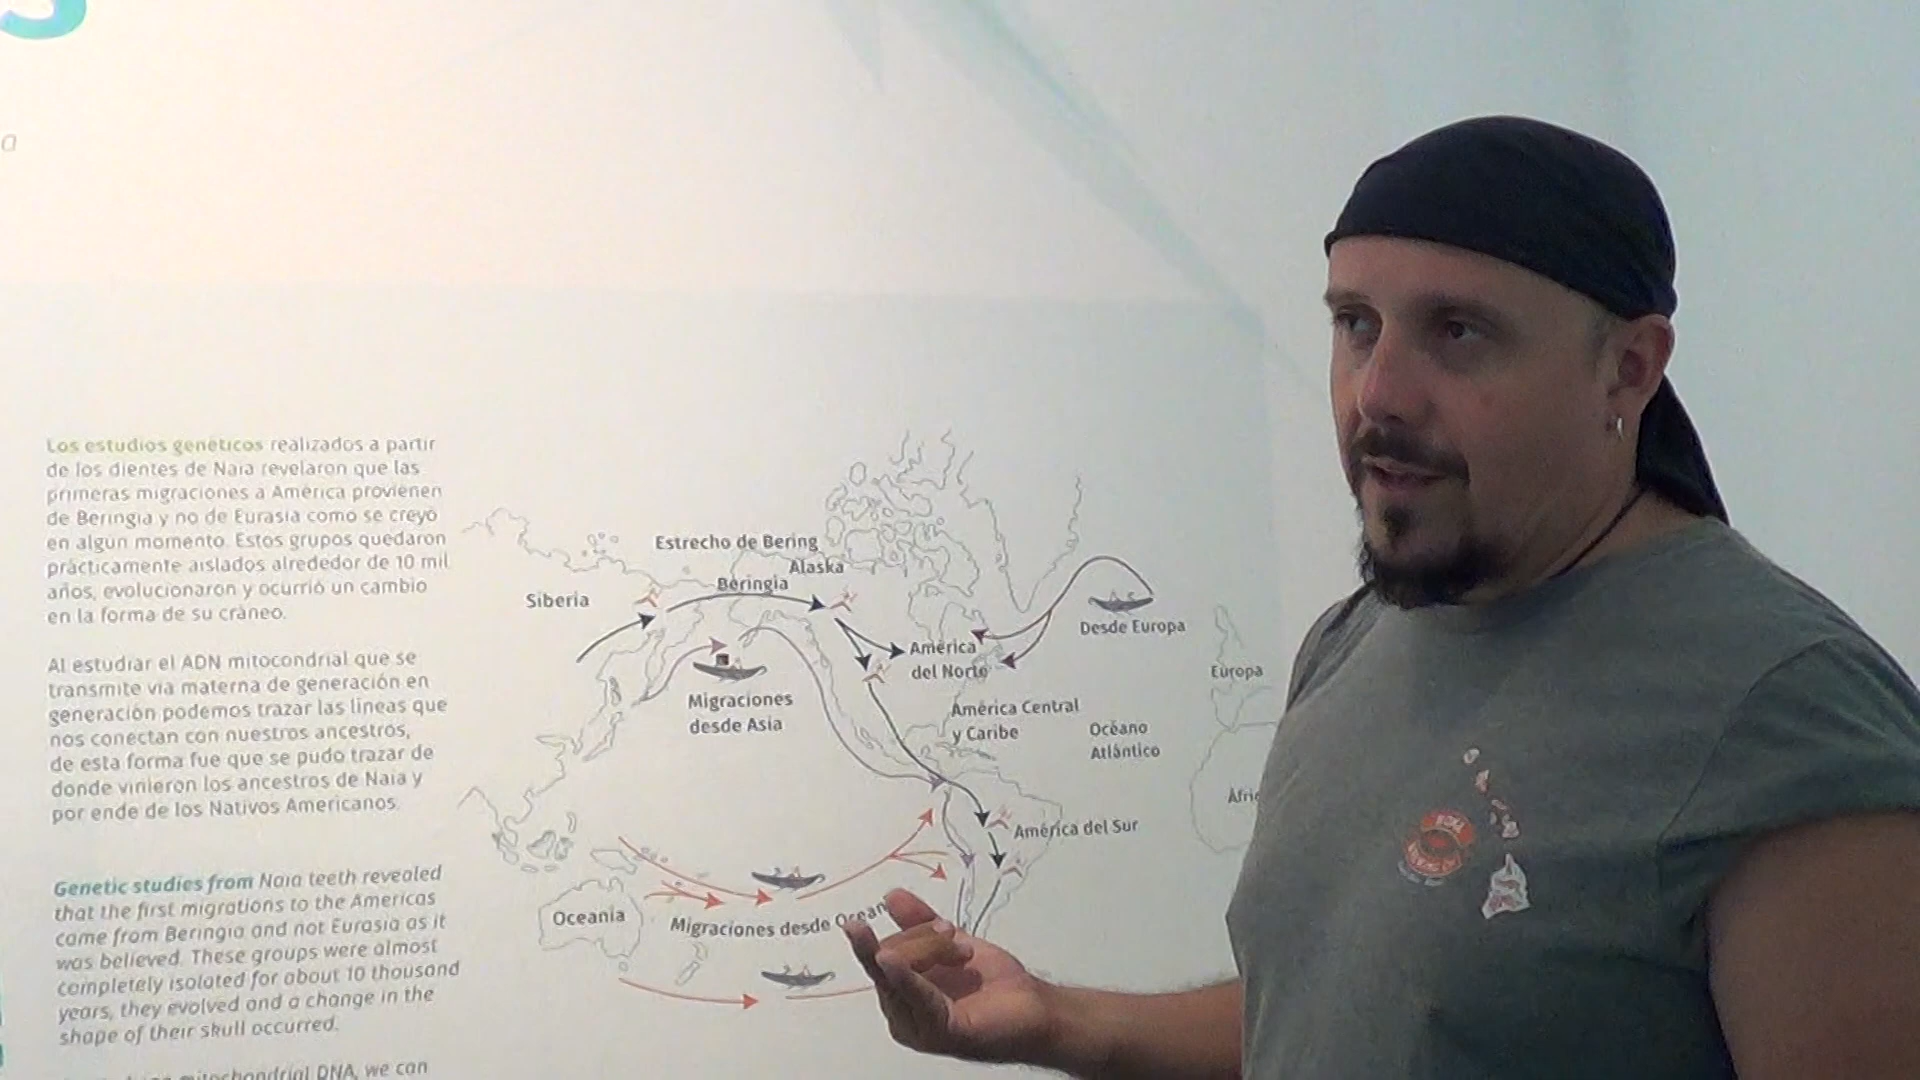 S
a
Los estudios genéticos realizados a partir
de los dientes de Naia revelaron que las
primeras migraciones a América provienen
de Beringia y no de Eurasia como se creyó
en algún momento. Estos grupos quedaron
prácticamente aislados alrededor de 10 mil
años, evolucionaron y ocurrió un cambio
en la forma de su cráneo.
Al estudiar el ADN mitocondrial que se
transmite vía materna de generación en
generación podemos trazar las líneas que
nos conectan con nuestros ancestros,
de esta forma fue que se pudo trazar de
donde vinieron los ancestros de Naia y
por ende de los Nativos Americanos.
Genetic studies from Naia teeth revealed
that the first migrations to the Americas
came from Beringia and not Eurasia as it
was believed. These groups were almost
completely isolated for about 10 thousand
years, they evolved and a change in the
shape of their skull occurred.
mitochondrial DNA, we can
Estrecho de Bering
Alaska
Beringia
Siberia
Desde Europa
América
del Norte
Europa
Migraciones
desde Asia
América Central
y Caribe
Océano
Atlántico
Áfric
América del Sur
Oceanía
Migraciones desde Ocean